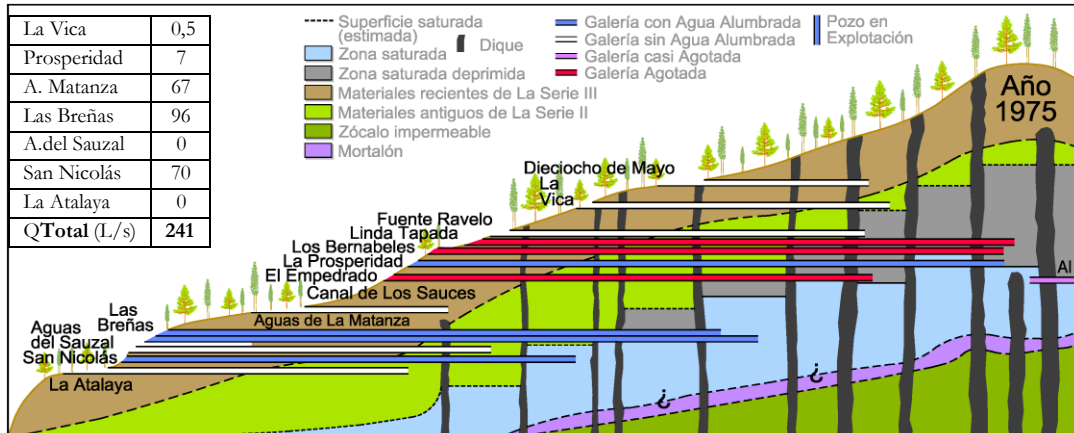 La Vica 0,5
Prosperidad 7
A. Matanza 67
Las Breñas 96
A.del Sauzal 0
San Nicolás 70
La Atalaya 0
QTotal (L/s) 241
Superficie saturada
(estimada)
Dique
Zona saturada
Zona saturada deprimida
Materiales recientes de La Serie III
Materiales antiguos de La Serie II
Zócalo impermeable
Mortalón
Galería con Agua Alumbrada
Galería sin Agua Alumbrada
Galería casi Agotada
Galería Agotada
Pozo en
Explotación
Año
1975
Dieciocho de Mayo
La
Vica
Fuente Ravelo
Linda Tapada
Los Bernabeles
La Prosperidad
El Empedrado
Canal de Los Sauces
Al
Las
Breñas
Aguas de La Matanza
Aguas
del Sauzal
San Nicolás
La Atalaya
¿
¿